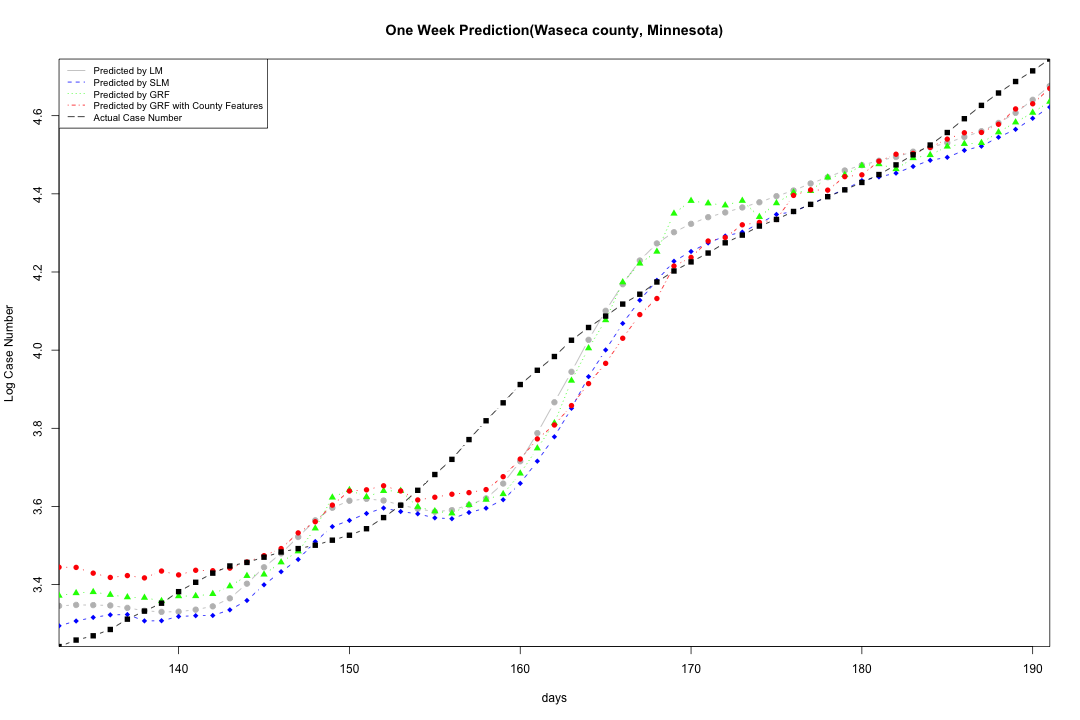 One Week Prediction(Waseca county, Minnesota)
Predicted by LM
Predicted by SLM
Predicted by GRF
Predicted by GRF with County Features
Actual Case Number
4.6
4.4
4.2
4.0
3.8
3.6
3.4
Log Case Number
140 150 160 170 180 190
days